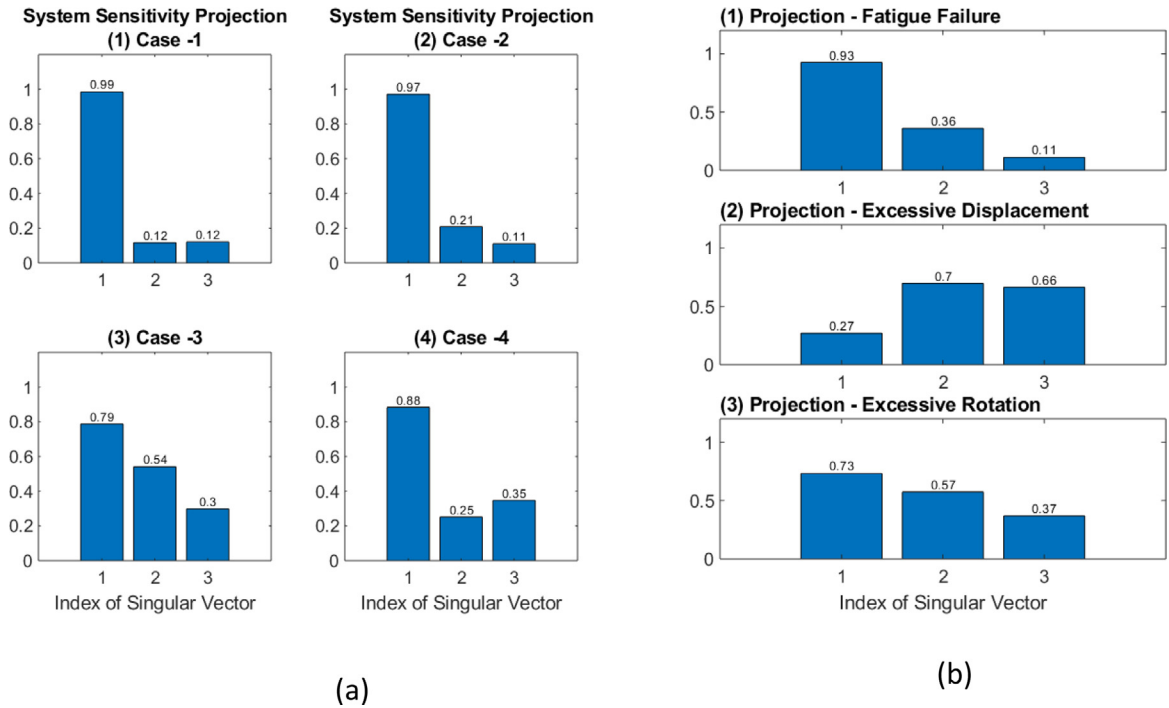 System Sensitivity Projection
(1) Case -1
1
0.8
0.6
0.4
0.2
0
0.99
0.12
0.12
1 2 3
System Sensitivity Projection
(2) Case -2
1
0.8
0.6
0.4
0.2
0
0.97
0.21
0.11
1 2 3
(3) Case -3
1
0.8
0.6
0.4
0.2
0
0.79
0.54
0.3
1 2 3
Index of Singular Vector
(4) Case -4
1
0.8
0.6
0.4
0.2
0
0.88
0.25
0.35
1 2 3
Index of Singular Vector
(a)
(1) Projection - Fatigue Failure
1
0.5
0
0.93
0.36
0.11
1 2 3
(2) Projection - Excessive Displacement
1
0.5
0
0.27
0.7
0.66
1 2 3
(3) Projection - Excessive Rotation
1
0.5
0
0.73
0.57
0.37
1 2 3
Index of Singular Vector
(b)